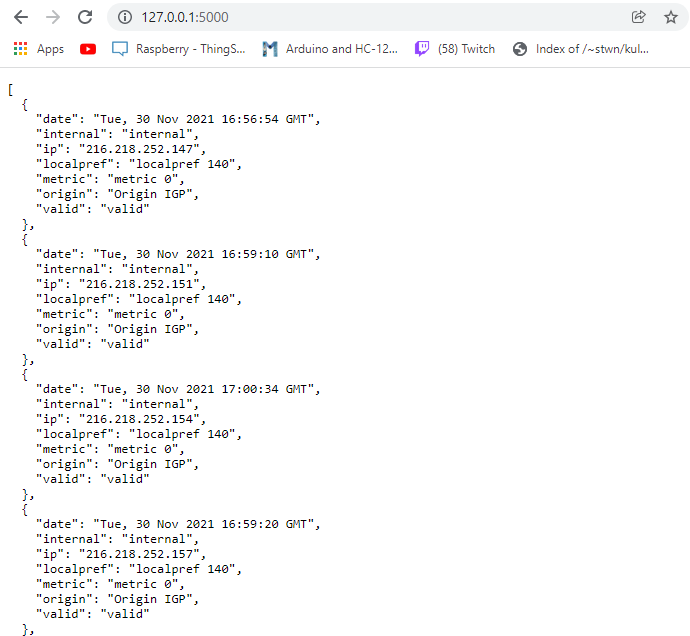 127.0.0.1:5000
Apps Raspberry - ThingS... Arduino and HC-12... (58) Twitch Index of /~stwn/kul...
[
  {
    "date": "Tue, 30 Nov 2021 16:56:54 GMT",
    "internal": "internal",
    "ip": "216.218.252.147",
    "localpref": "localpref 140",
    "metric": "metric 0",
    "origin": "Origin IGP",
    "valid": "valid"
  },
  {
    "date": "Tue, 30 Nov 2021 16:59:10 GMT",
    "internal": "internal",
    "ip": "216.218.252.151",
    "localpref": "localpref 140",
    "metric": "metric 0",
    "origin": "Origin IGP",
    "valid": "valid"
  },
  {
    "date": "Tue, 30 Nov 2021 17:00:34 GMT",
    "internal": "internal",
    "ip": "216.218.252.154",
    "localpref": "localpref 140",
    "metric": "metric 0",
    "origin": "Origin IGP",
    "valid": "valid"
  },
  {
    "date": "Tue, 30 Nov 2021 16:59:20 GMT",
    "internal": "internal",
    "ip": "216.218.252.157",
    "localpref": "localpref 140",
    "metric": "metric 0",
    "origin": "Origin IGP",
    "valid": "valid"
  },